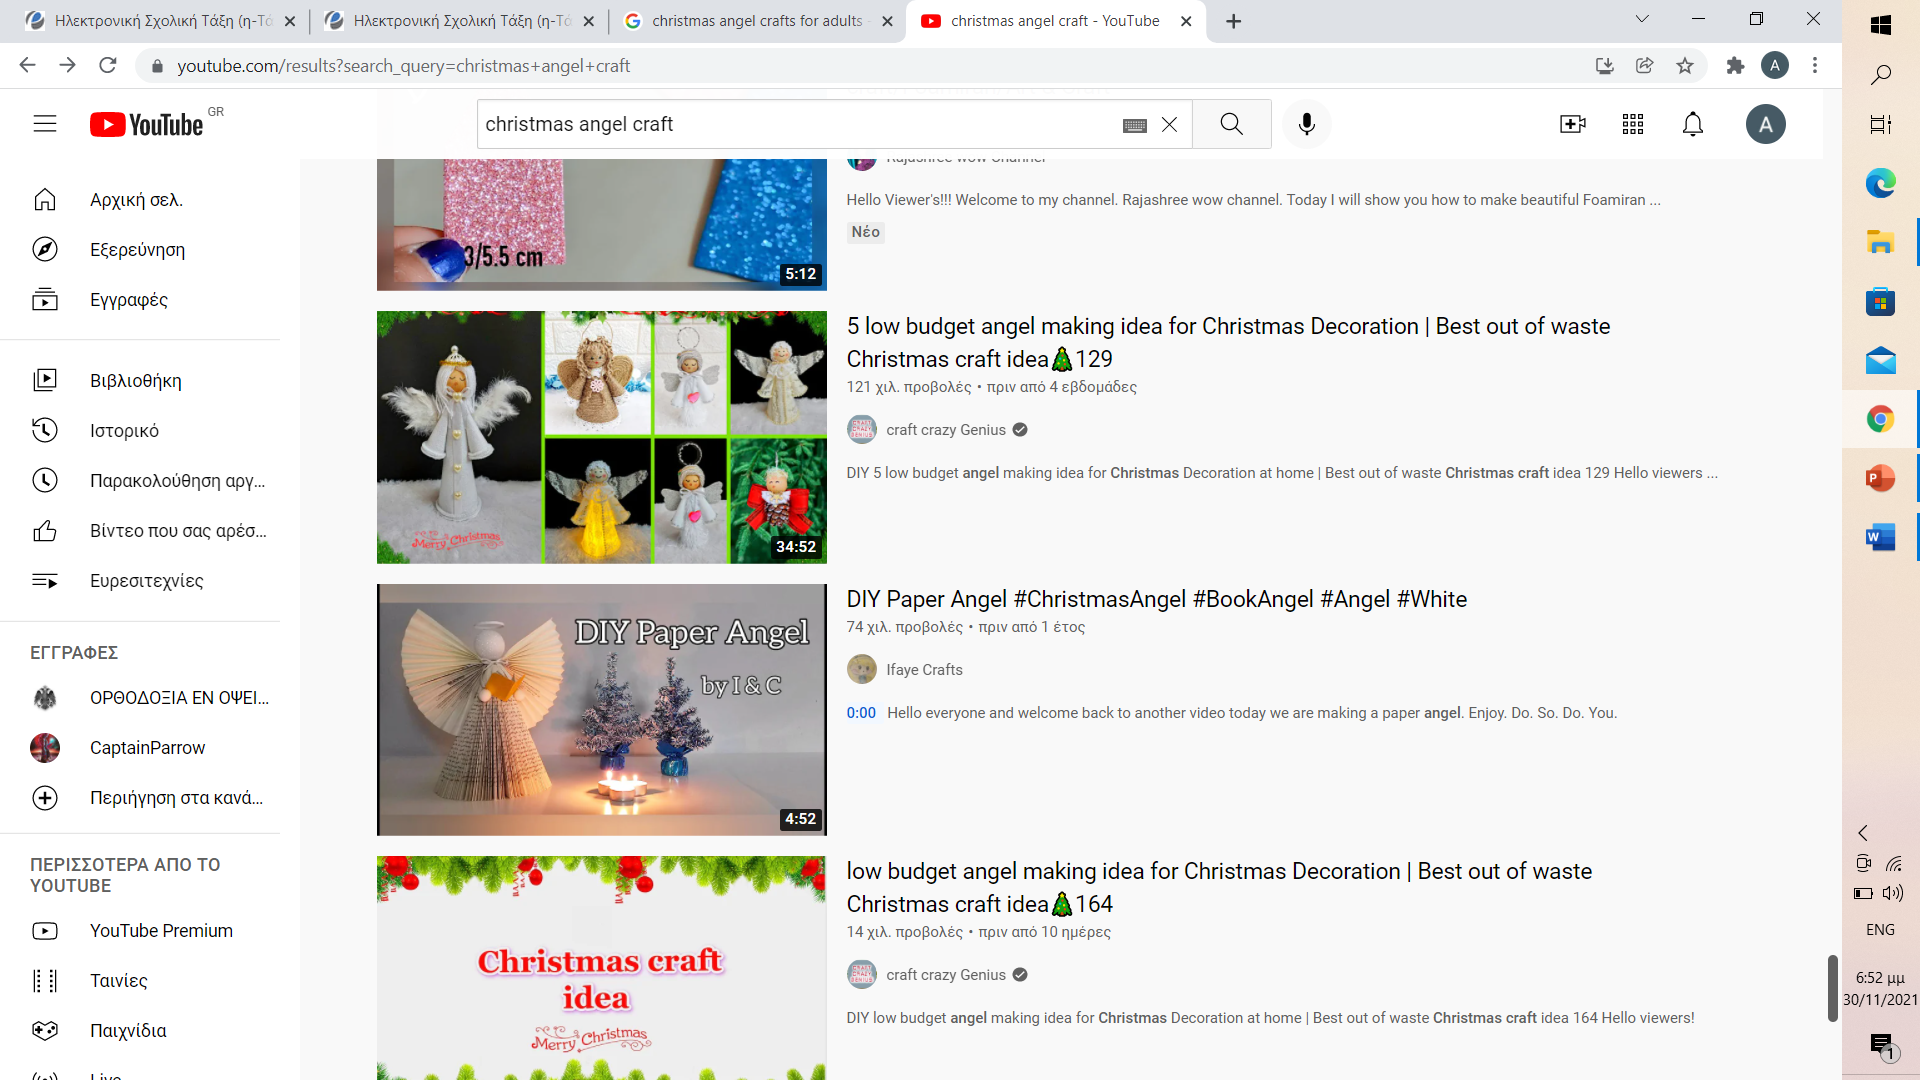 Ηλεκτρονική Σχολική Τάξη (η-Τά
Ηλεκτρονική Σχολική Τάξη (η-Τά
christmas angel crafts for adults -
christmas angel craft - YouTube
youtube.com/results?search_query=christmas+angel+craft
YouTube GR
christmas angel craft
A
A
Αρχική σελ.
Εξερεύνηση
Εγγραφές
Βιβλιοθήκη
Ιστορικό
Παρακολούθηση αργ...
Βίντεο που σας αρέσ...
Ευρεσιτεχνίες
ΕΓΓΡΑΦΕΣ
ΟΡΘΟΔΟΞΙΑ ΕΝ ΟΨΕΙ...
CaptainParrow
Περιήγηση στα κανά...
ΠΕΡΙΣΣΟΤΕΡΑ ΑΠΟ ΤΟ
YOUTUBE
YouTube Premium
Ταινίες
Παιχνίδια
Live
3/5.5 cm
5:12
Rajashree wow Channel
Hello Viewer's!!! Welcome to my channel. Rajashree wow channel. Today I will show you how to make beautiful Foamiran ...
Νέο
Merry Christmas
34:52
5 low budget angel making idea for Christmas Decoration | Best out of waste
Christmas craft idea🎄129
121 χιλ. προβολές • πριν από 4 εβδομάδες
craft crazy Genius
DIY 5 low budget angel making idea for Christmas Decoration at home | Best out of waste Christmas craft idea 129 Hello viewers ...
DIY Paper Angel
by I & C
4:52
DIY Paper Angel #ChristmasAngel #BookAngel #Angel #White
74 χιλ. προβολές • πριν από 1 έτος
Ifaye Crafts
0:00 Hello everyone and welcome back to another video today we are making a paper angel. Enjoy. Do. So. Do. You.
Christmas craft
idea
Merry Christmas
low budget angel making idea for Christmas Decoration | Best out of waste
Christmas craft idea🎄164
14 χιλ. προβολές • πριν από 10 ημέρες
craft crazy Genius
DIY low budget angel making idea for Christmas Decoration at home | Best out of waste Christmas craft idea 164 Hello viewers!
ENG
6:52 μμ
30/11/2021
1